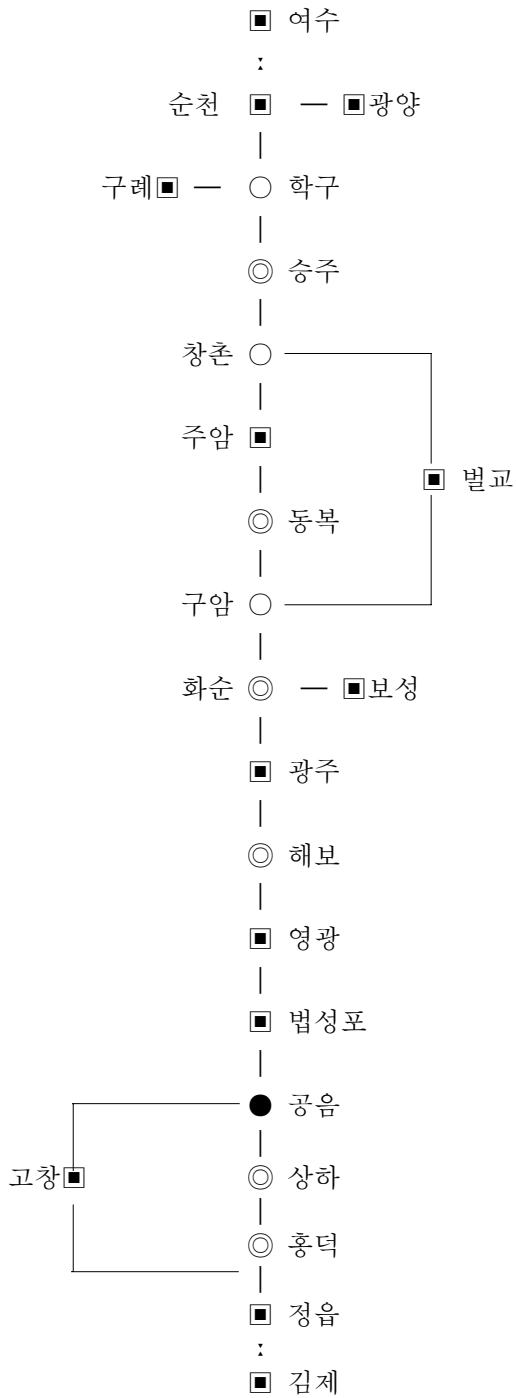 ▣ 여수
순천 ▣ — ▣광양
구례▣ — ○ 학구
◎ 승주
창촌 ○
주암 ▣
▣ 벌교
◎ 동복
구암 ○
화순 ◎ — ▣보성
▣ 광주
◎ 해보
▣ 영광
▣ 법성포
● 공음
고창▣ ◎ 상하
◎ 흥덕
▣ 정읍
▣ 김제